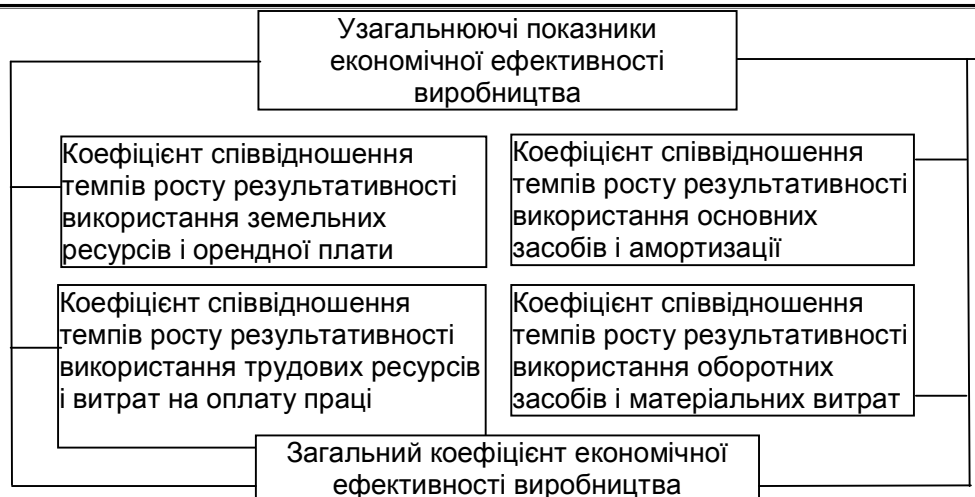 Узагальнюючі показники
економічної ефективності
виробництва
Коефіцієнт співвідношення
темпів росту результативності
використання земельних
ресурсів і орендної плати
Коефіцієнт співвідношення
темпів росту результативності
використання основних
засобів і амортизації
Коефіцієнт співвідношення
темпів росту результативності
використання трудових ресурсів
і витрат на оплату праці
Коефіцієнт співвідношення
темпів росту результативності
використання оборотних
засобів і матеріальних витрат
Загальний коефіцієнт економічної
ефективності виробництва